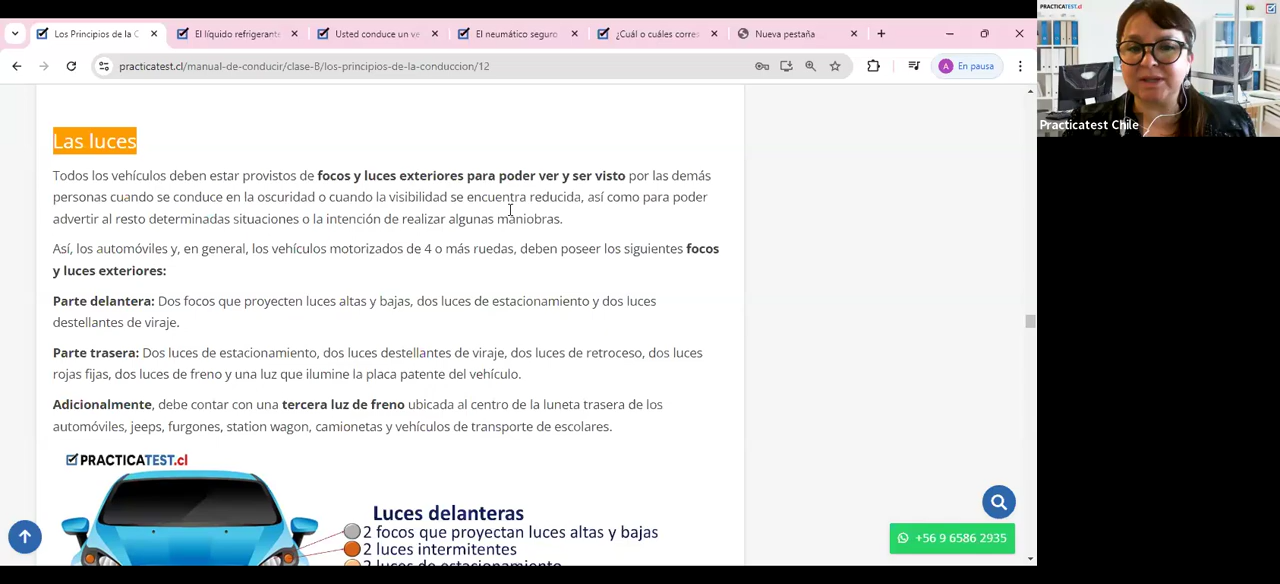 Los Principios de la C
El líquido refrigerante
Usted conduce un ve
El neumático seguro
¿Cuál o cuáles corres
Nueva pestaña
practicatest.cl/manual-de-conducir/clase-B/los-principios-de-la-conduccion/12
A
En pausa
PRACTICATEST.cl
Practicatest Chile
Las luces
Todos los vehículos deben estar provistos de focos y luces exteriores para poder ver y ser visto por las demás
personas cuando se conduce en la oscuridad o cuando la visibilidad se encuentra reducida, así como para poder
advertir al resto determinadas situaciones o la intención de realizar algunas maniobras.
Así, los automóviles y, en general, los vehículos motorizados de 4 o más ruedas, deben poseer los siguientes focos
y luces exteriores:
Parte delantera: Dos focos que proyecten luces altas y bajas, dos luces de estacionamiento y dos luces
destellantes de viraje.
Parte trasera: Dos luces de estacionamiento, dos luces destellantes de viraje, dos luces de retroceso, dos luces
rojas fijas, dos luces de freno y una luz que ilumine la placa patente del vehículo.
Adicionalmente, debe contar con una tercera luz de freno ubicada al centro de la luneta trasera de los
automóviles, jeeps, furgones, station wagon, camionetas y vehículos de transporte de escolares.
PRACTICATEST.cl
Luces delanteras
2 focos que proyectan luces altas y bajas
2 luces intermitentes
2 luces de estacionamiento
+56 9 6586 2935